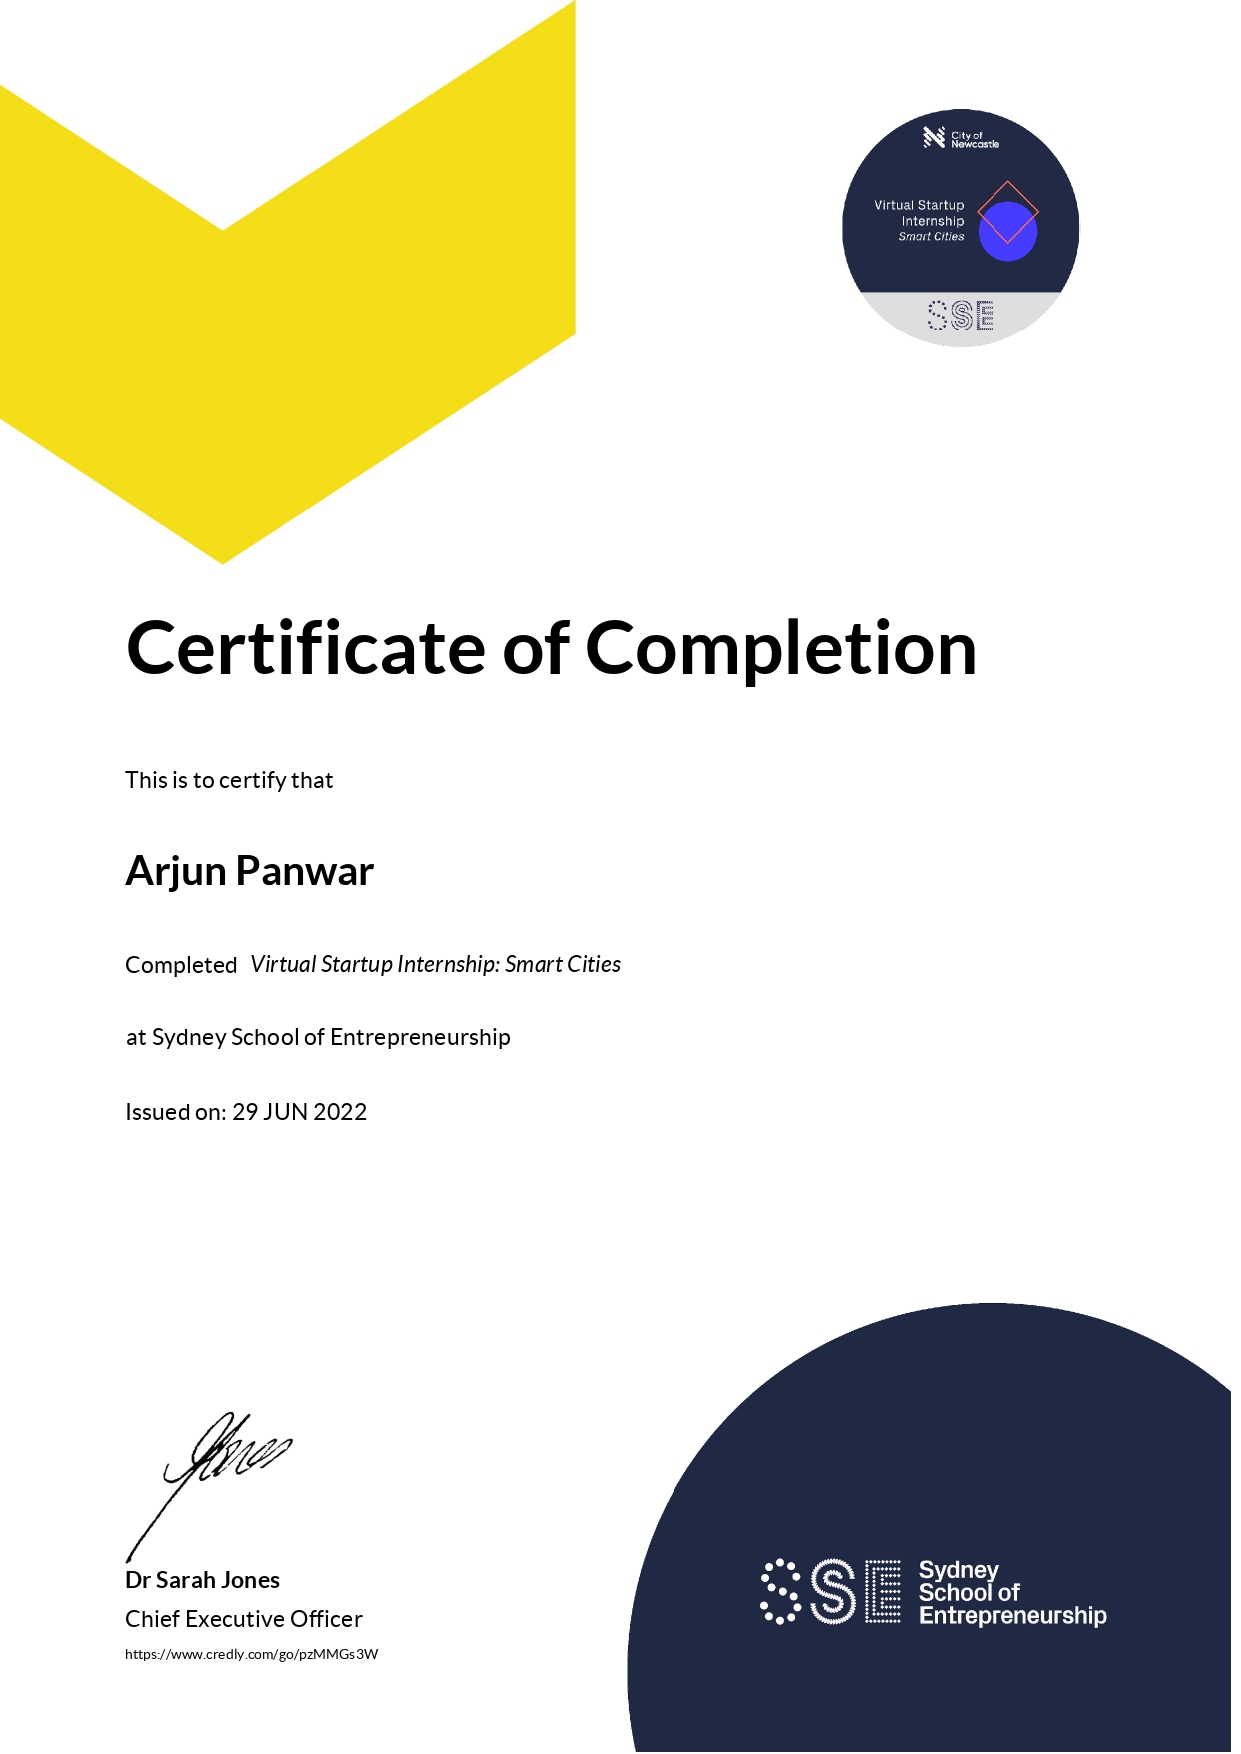 City of
Newcastle
Virtual Startup
Internship
Smart Cities
SSE
Certificate of Completion
This is to certify that
Arjun Panwar
Completed Virtual Startup Internship: Smart Cities
at Sydney School of Entrepreneurship
Issued on: 29 JUN 2022
Jones
Dr Sarah Jones
Chief Executive Officer
https://www.credly.com/go/pzMMGs3W
SSE
Sydney
School of
Entrepreneurship